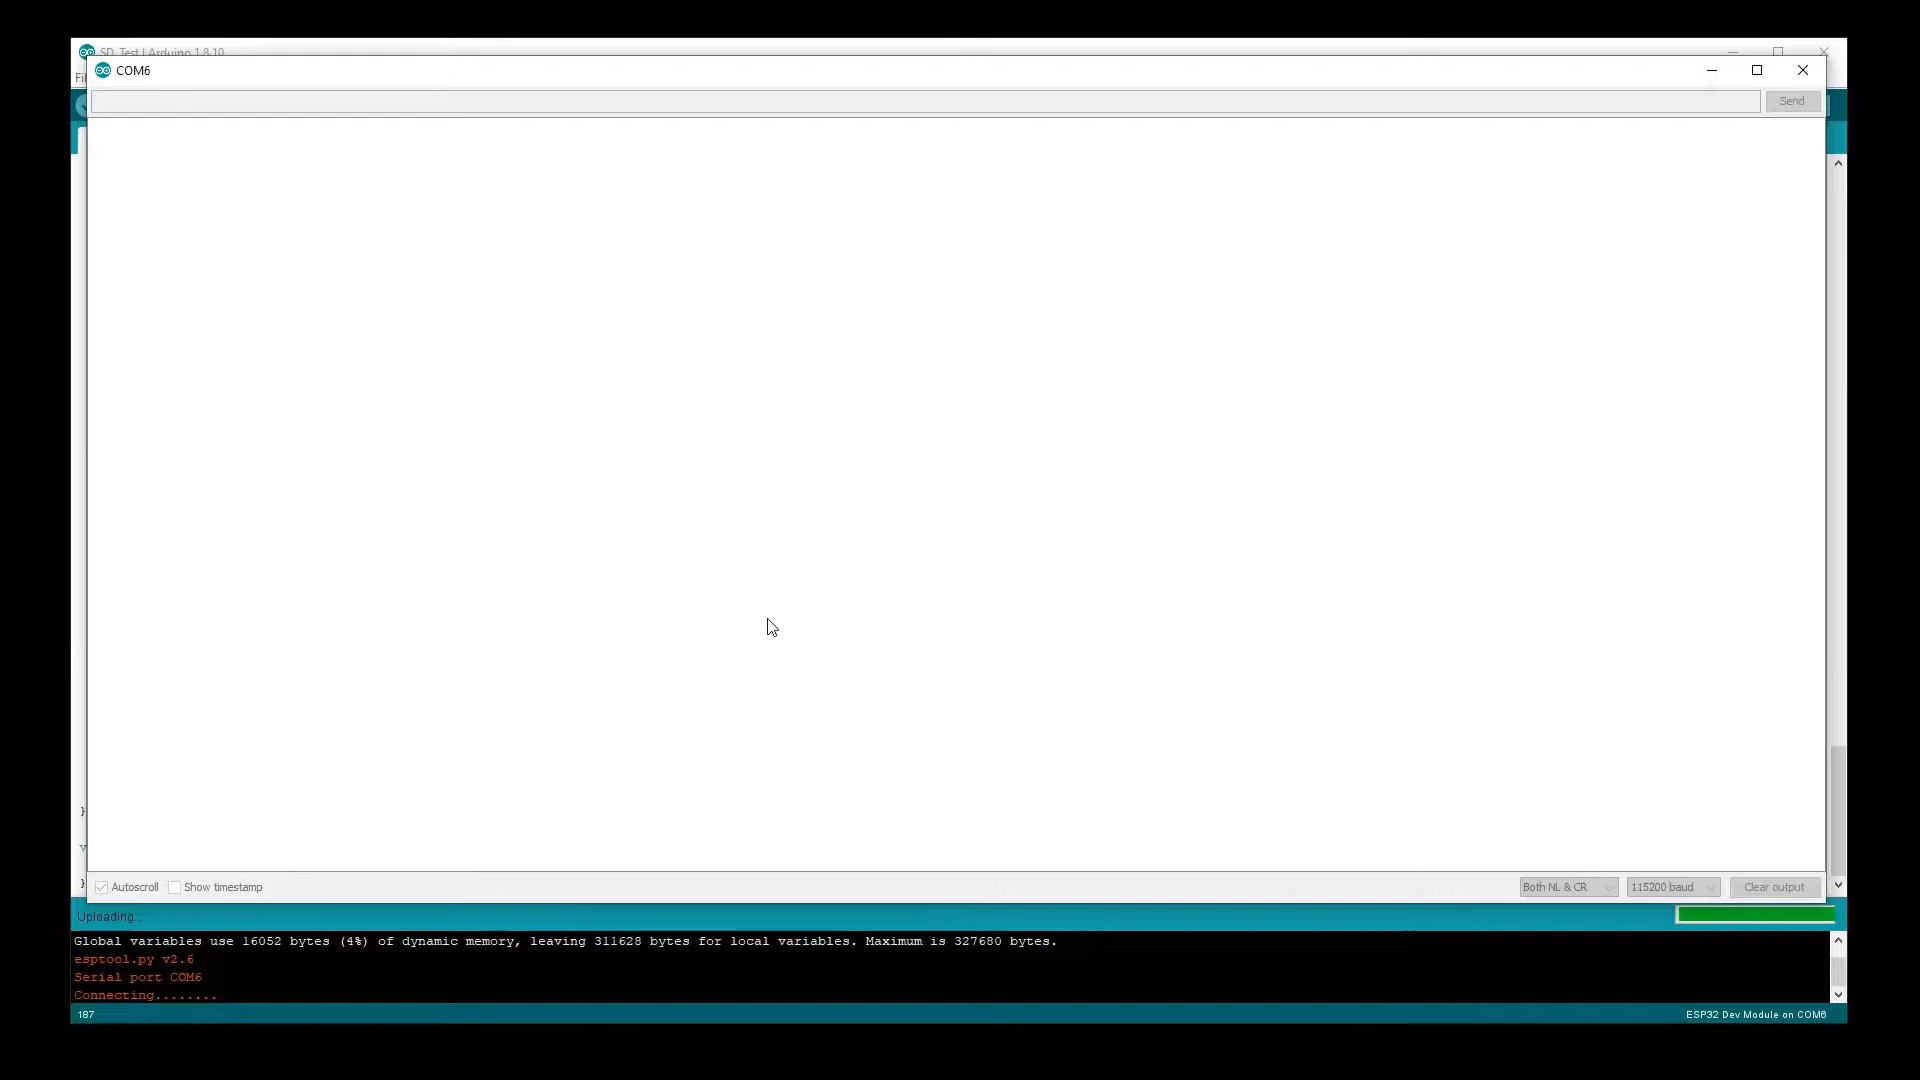 SD_Test | Arduino 1.8.10
COM6
Fi
Send
}
v
}
Autoscroll Show timestamp Both NL & CR 115200 baud Clear output
Uploading...
Global variables use 16052 bytes (4%) of dynamic memory, leaving 311628 bytes for local variables. Maximum is 327680 bytes.
esptool.py v2.6
Serial port COM6
Connecting........
187 ESP32 Dev Module on COM6